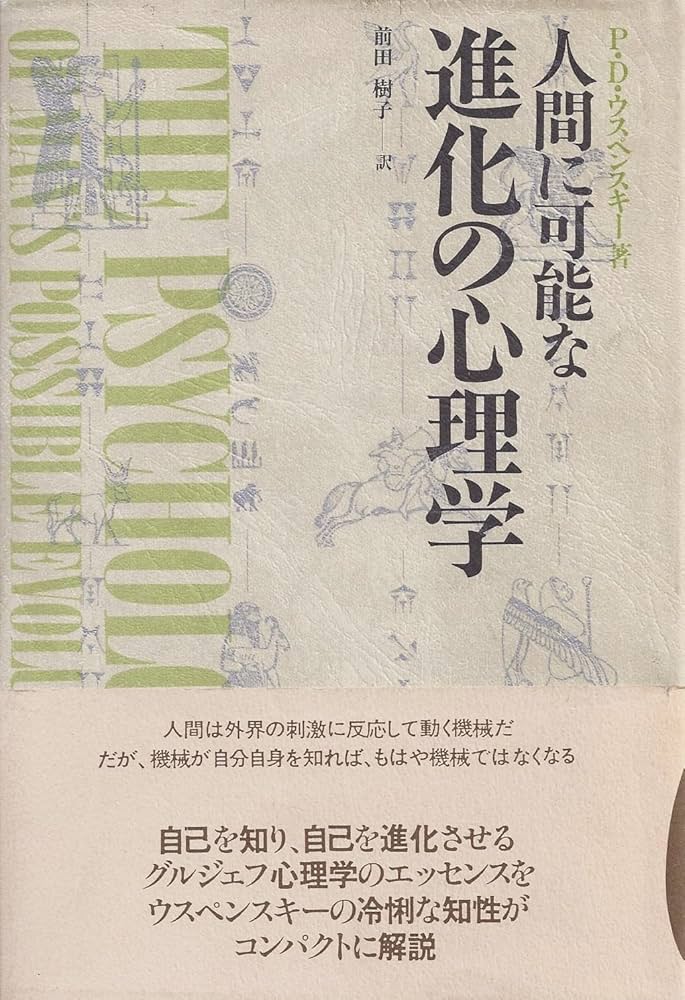 P・D・ウスペンスキー著
人間に可能な
進化の心理学
前田 樹子──訳
THE PSYCHOLO
OF MAN'S POSSIBLE EVOLU
人間は外界の刺激に反応して動く機械だ
だが、機械が自分自身を知れば、もはや機械ではなくなる
自己を知り、自己を進化させる
グルジェフ心理学のエッセンスを
ウスペンスキーの冷悧な知性が
コンパクトに解説